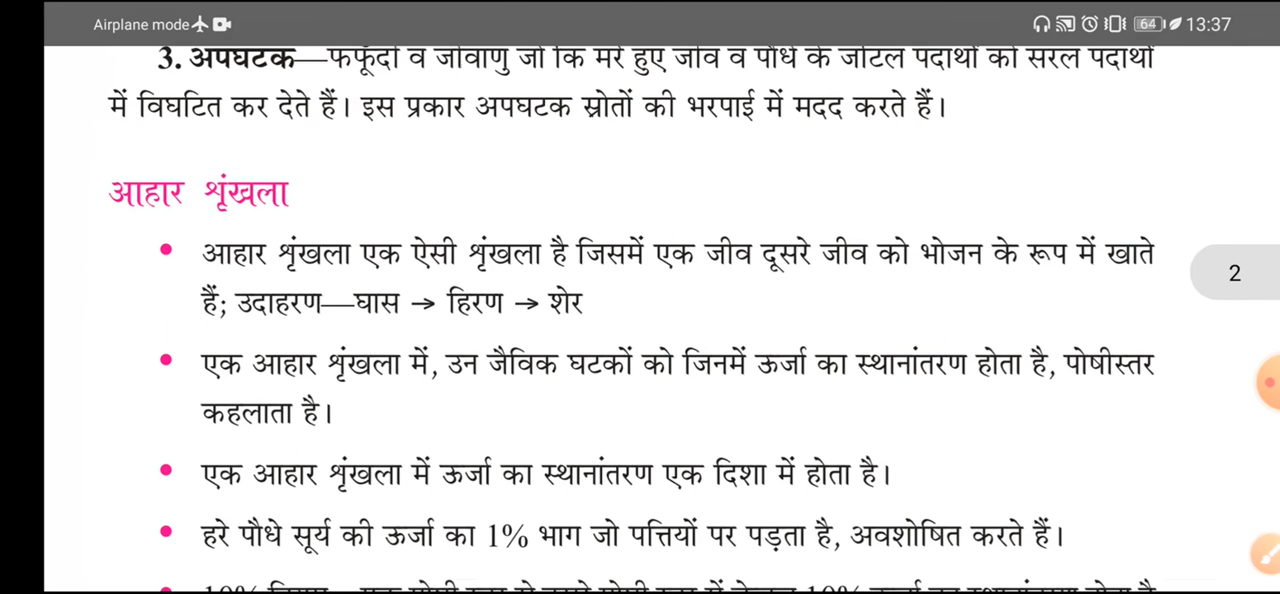 Airplane mode
64 13:37
3. अपघटक—फफूँदी व जीवाणु जो कि मरे हुए जीव व पौधे के जटिल पदार्थों को सरल पदार्थों
में विघटित कर देते हैं। इस प्रकार अपघटक स्रोतों की भरपाई में मदद करते हैं।
आहार शृंखला
• आहार शृंखला एक ऐसी शृंखला है जिसमें एक जीव दूसरे जीव को भोजन के रूप में खाते
हैं; उदाहरण—घास → हिरण → शेर
2
• एक आहार शृंखला में, उन जैविक घटकों को जिनमें ऊर्जा का स्थानांतरण होता है, पोषीस्तर
कहलाता है।
• एक आहार शृंखला में ऊर्जा का स्थानांतरण एक दिशा में होता है।
• हरे पौधे सूर्य की ऊर्जा का 1% भाग जो पत्तियों पर पड़ता है, अवशोषित करते हैं।